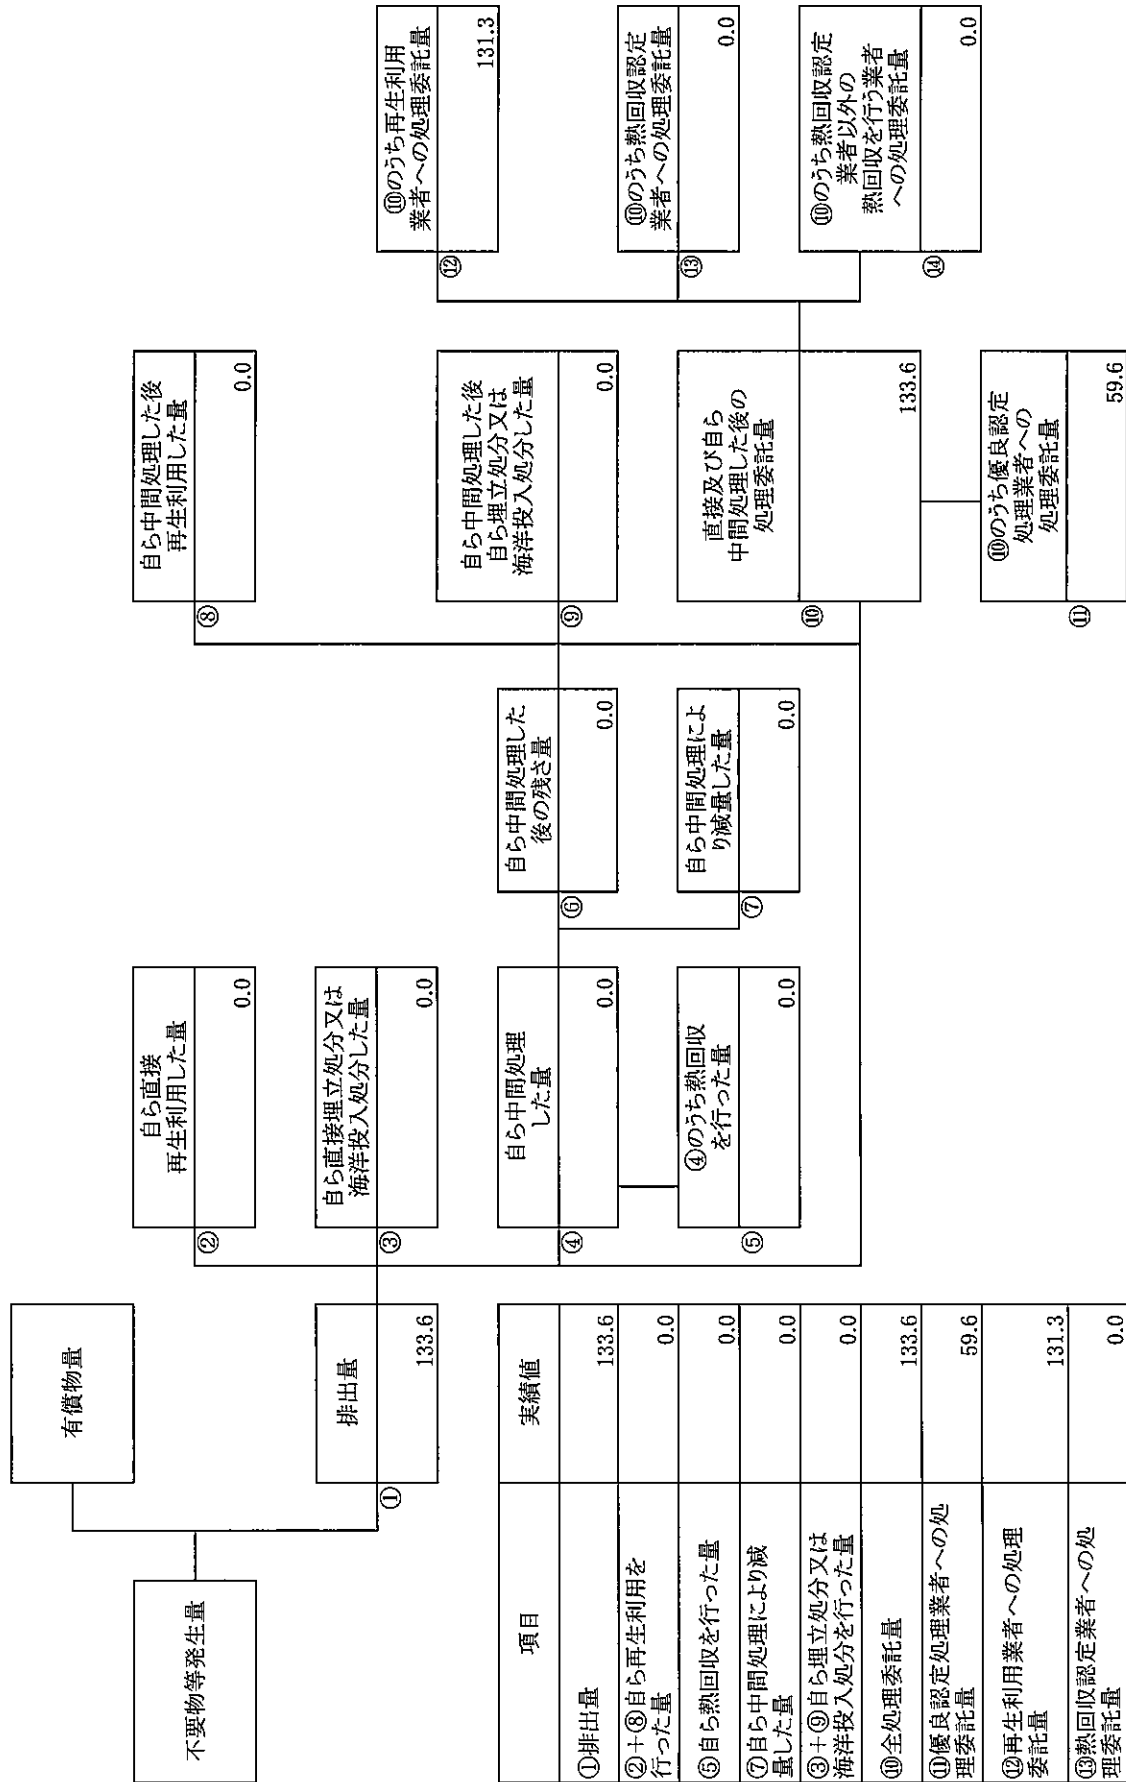 不要物等発生量
有償物量
①
排出量
133.6
②
自ら直接
再生利用した量
0.0
③
自ら直接埋立処分又は
海洋投入処分した量
0.0
④
自ら中間処理
した量
0.0
⑤
④のうち熱回収
を行った量
0.0
⑥
自ら中間処理した
後の残さ量
0.0
⑦
自ら中間処理によ
り減量した量
0.0
⑧
自ら中間処理した後
再生利用した量
0.0
⑨
自ら中間処理した後
自ら埋立処分又は
海洋投入処分した量
0.0
⑩
直接及び自ら
中間処理した後の
処理委託量
133.6
⑪
⑩のうち優良認定
処理業者への
処理委託量
59.6
⑫
⑩のうち再生利用
業者への処理委託量
131.3
⑬
⑩のうち熱回収認定
業者への処理委託量
0.0
⑭
⑩のうち熱回収認定
業者以外の
熱回収を行う業者
への処理委託量
0.0
項目 実績値
①排出量 133.6
②+⑧自ら再生利用を
行った量 0.0
⑤自ら熱回収を行った量 0.0
⑦自ら中間処理により減
量した量 0.0
③+⑨自ら埋立処分又は
海洋投入処分を行った量 0.0
⑩全処理委託量 133.6
⑪優良認定処理業者への処
理委託量 59.6
⑫再生利用業者への処理
委託量 131.3
⑬熱回収認定業者への処
理委託量 0.0